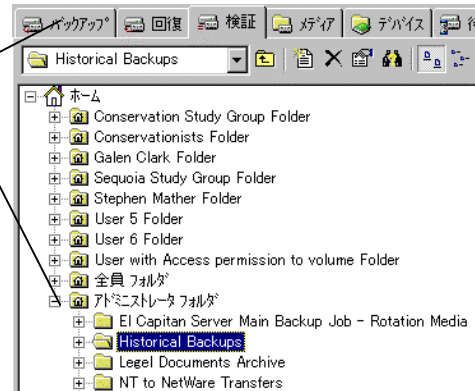 バックアップ 回復 検証 メディア デバイス
Historical Backups
ホーム
Conservation Study Group Folder
Conservationists Folder
Galen Clark Folder
Sequoia Study Group Folder
Stephen Mather Folder
User 5 Folder
User 6 Folder
User with Access permission to volume Folder
全員 フォルダ
アドミニストレータ フォルダ
El Capitan Server Main Backup Job - Rotation Media
Historical Backups
Legel Documents Archive
NT to NetWare Transfers